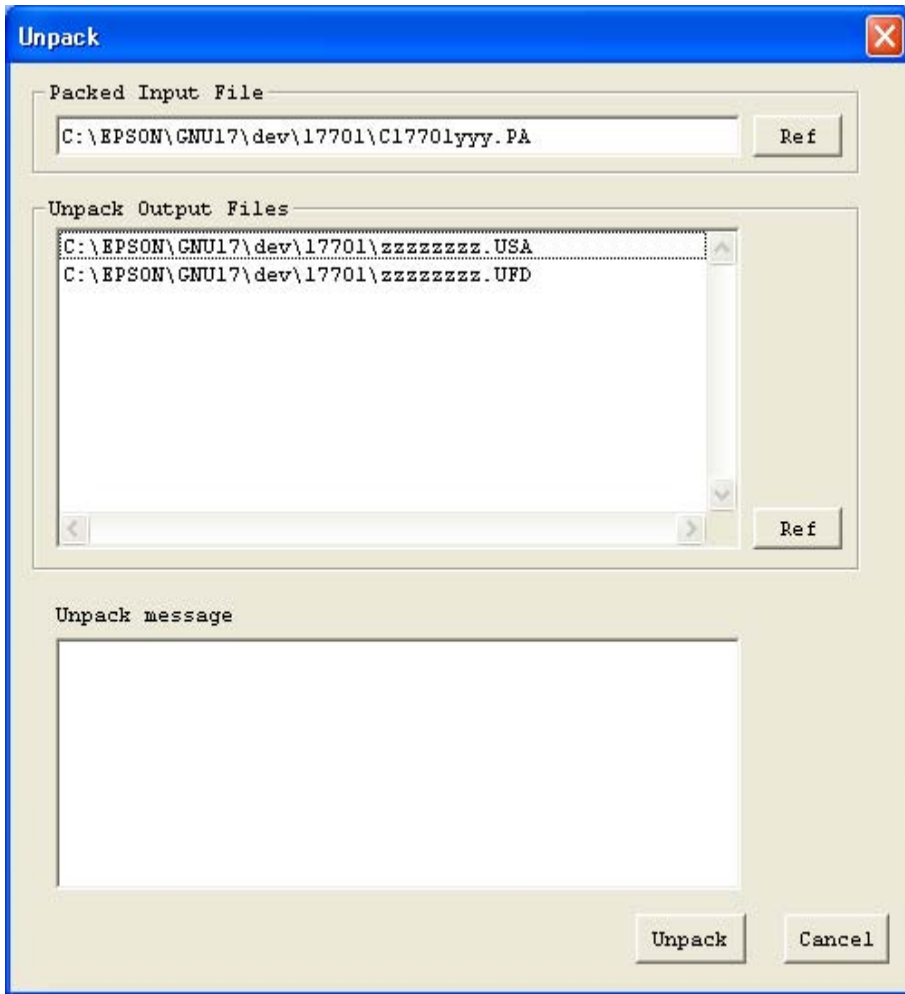 Unpack
Packed Input File
C:\EPSON\GNU17\dev\17701\C17701yyy.PA
Ref
Unpack Output Files
C:\EPSON\GNU17\dev\17701\zzzzzzzz.USA
C:\EPSON\GNU17\dev\17701\zzzzzzzz.UFD
Ref
Unpack message
Unpack
Cancel